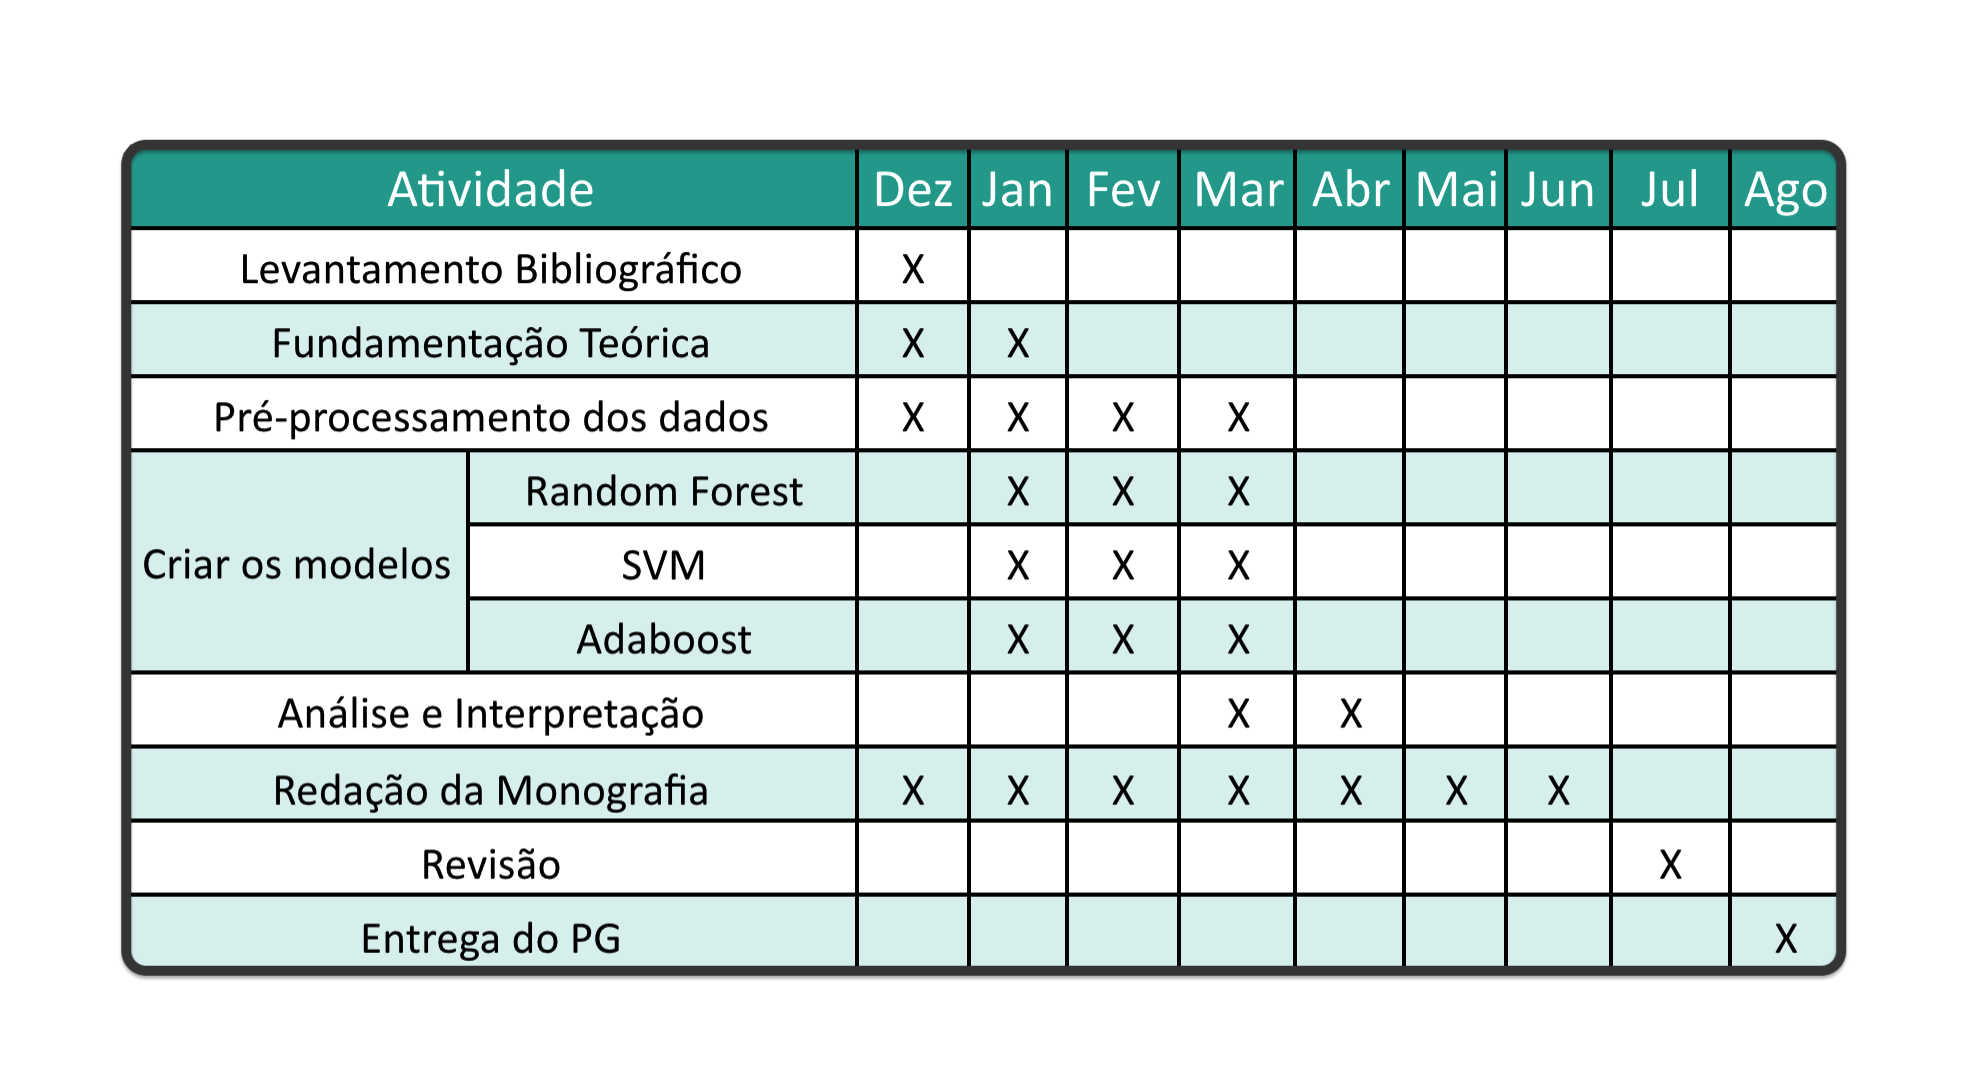 Atividade Dez Jan Fev Mar Abr Mai Jun Jul Ago
Levantamento Bibliográfico X
Fundamentação Teórica X X
Pré-processamento dos dados X X X X
Criar os modelos
Random Forest X X X
SVM X X X
Adaboost X X X
Análise e Interpretação X X
Redação da Monografia X X X X X X X
Revisão X
Entrega do PG X